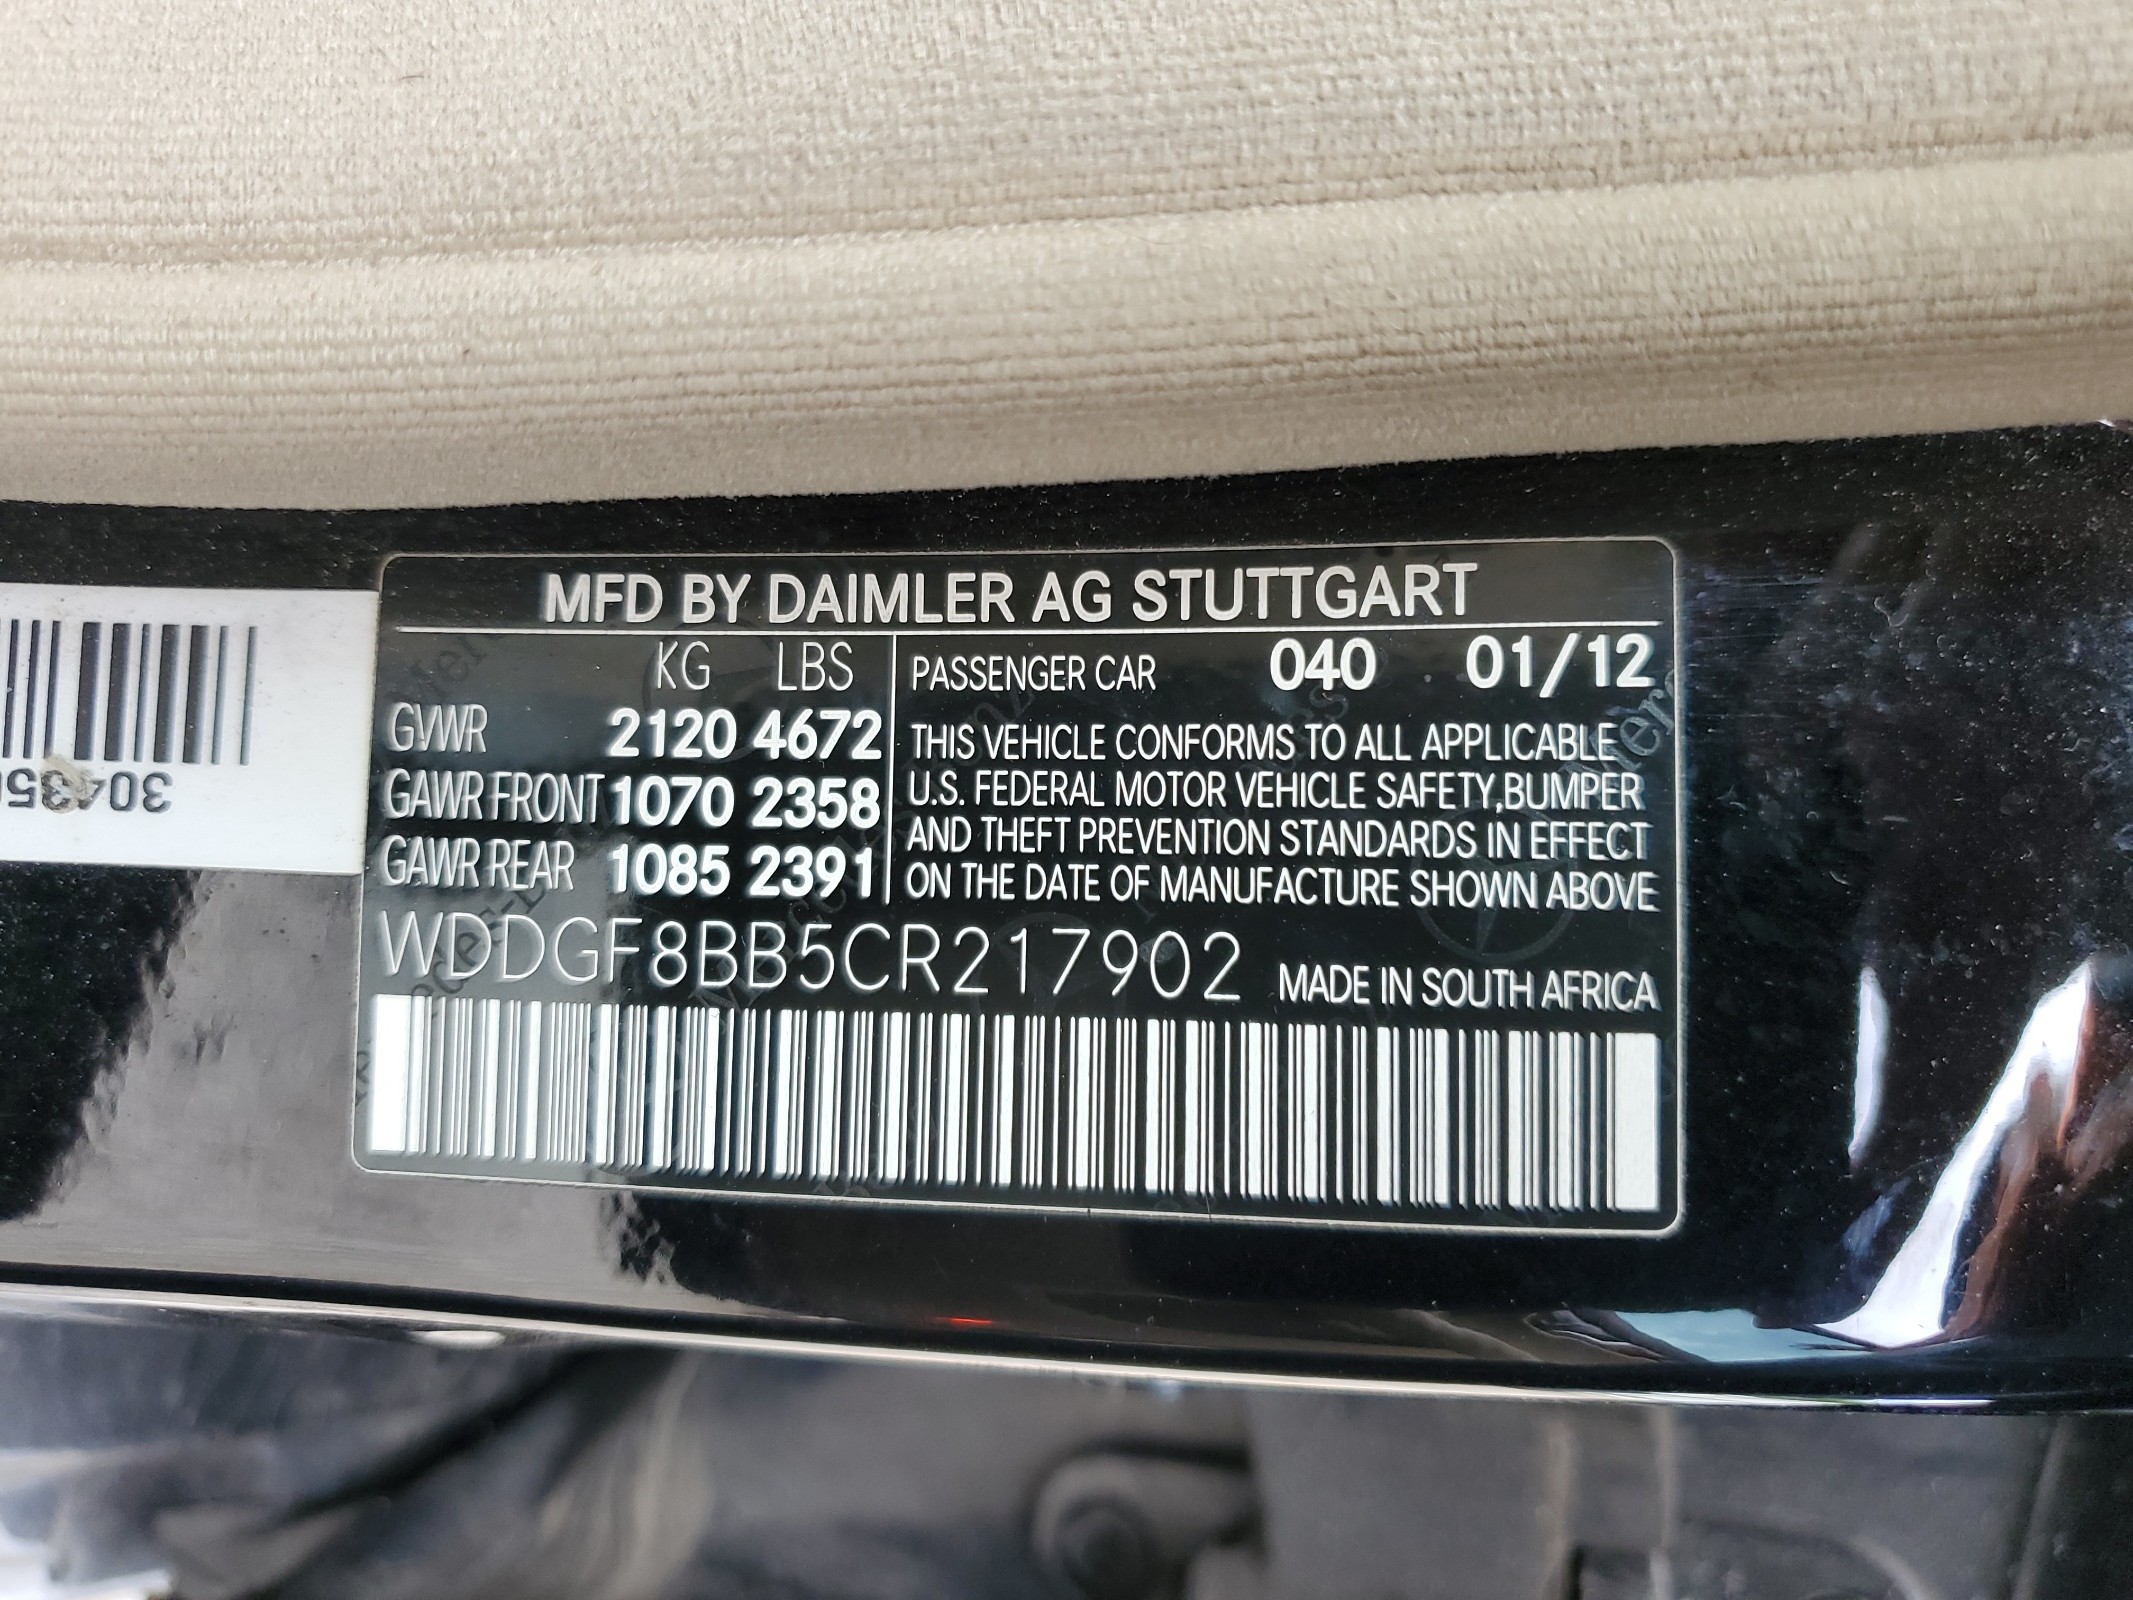 MFD BY DAIMLER AG STUTTGART
KG LBS
GVWR 2120 4672
GAWR FRONT 1070 2358
GAWR REAR 1085 2391
PASSENGER CAR 040 01/12
THIS VEHICLE CONFORMS TO ALL APPLICABLE
U.S. FEDERAL MOTOR VEHICLE SAFETY,BUMPER
AND THEFT PREVENTION STANDARDS IN EFFECT
ON THE DATE OF MANUFACTURE SHOWN ABOVE
WDDGF8BB5CR217902 MADE IN SOUTH AFRICA